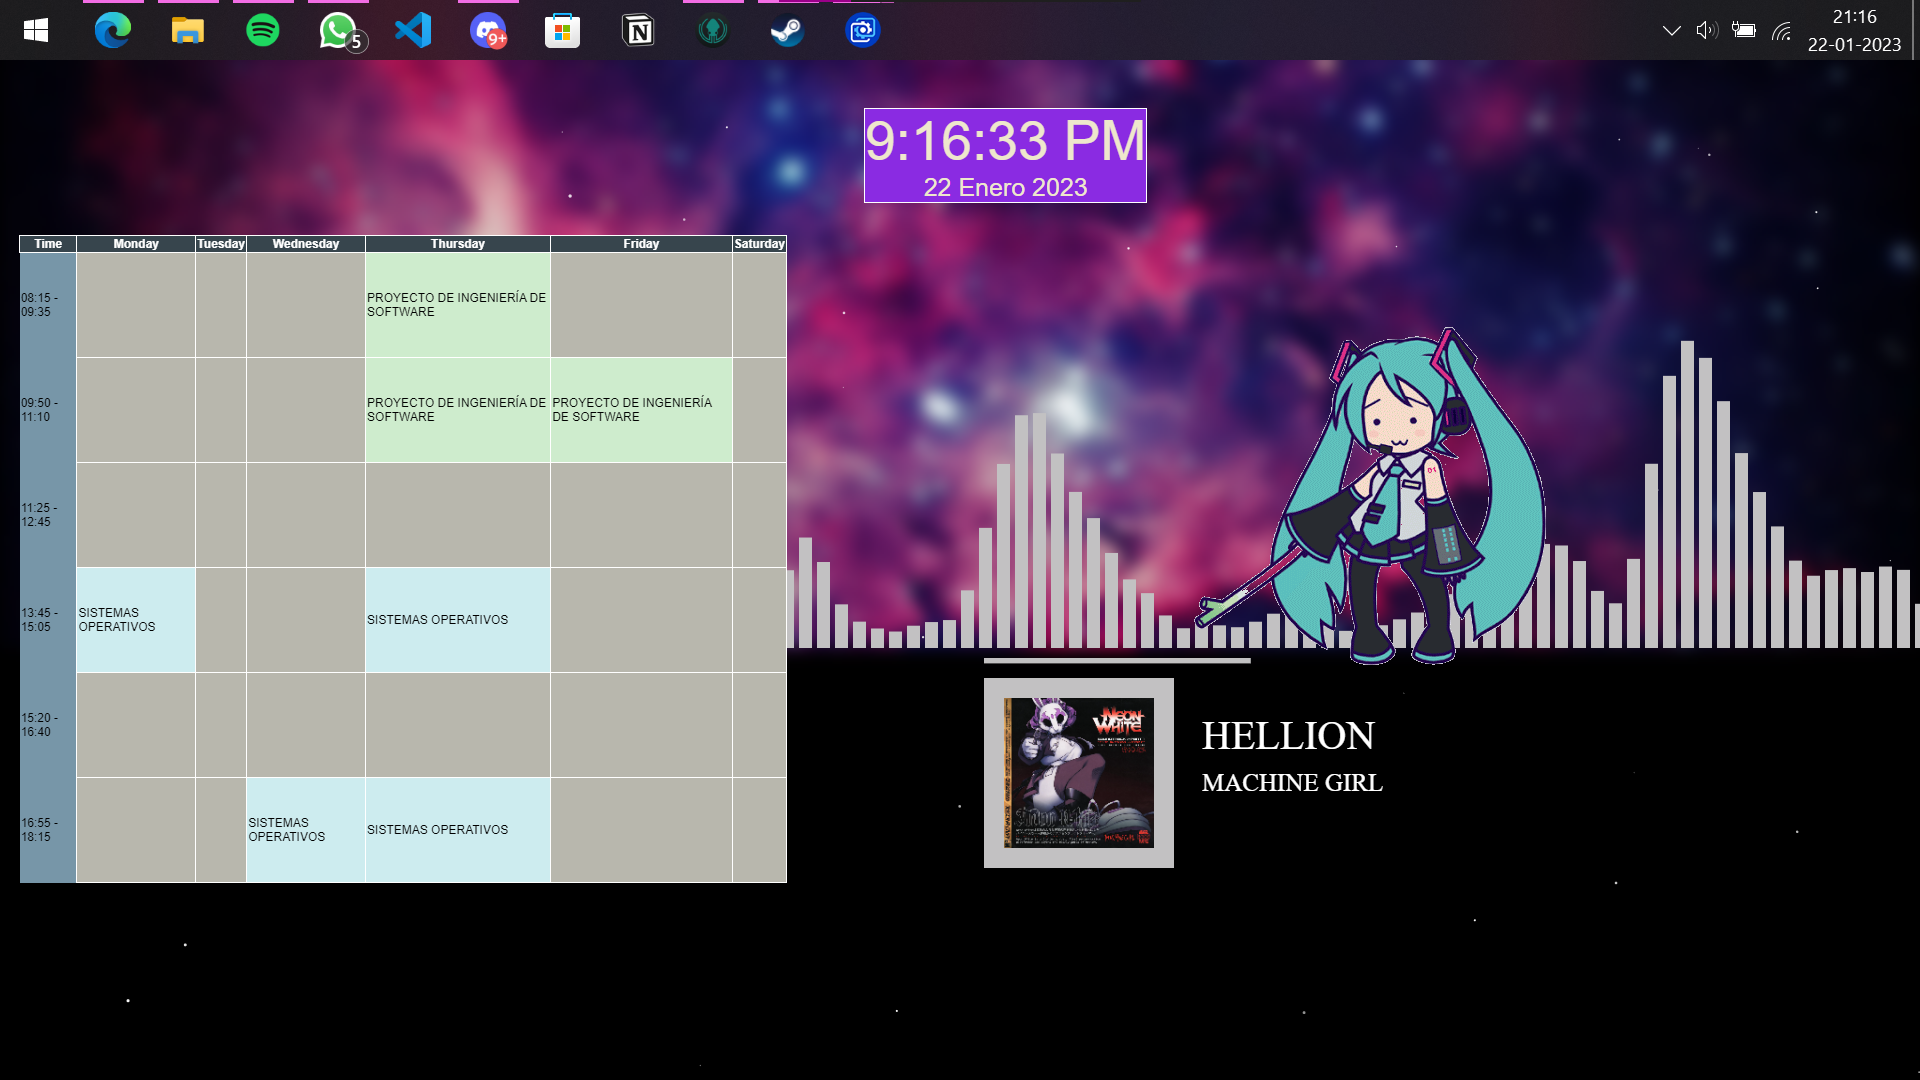 5
9+
N
21:16
22-01-2023
9:16:33 PM
22 Enero 2023
Time Monday Tuesday Wednesday Thursday Friday Saturday
08:15 -
09:35
PROYECTO DE INGENIERÍA DE
SOFTWARE
09:50 -
11:10
PROYECTO DE INGENIERÍA DE
SOFTWARE
PROYECTO DE INGENIERÍA
DE SOFTWARE
11:25 -
12:45
13:45 -
15:05
SISTEMAS
OPERATIVOS
SISTEMAS OPERATIVOS
15:20 -
16:40
16:55 -
18:15
SISTEMAS
OPERATIVOS
SISTEMAS OPERATIVOS
01
NEON
WHITE
HELLION
MACHINE GIRL